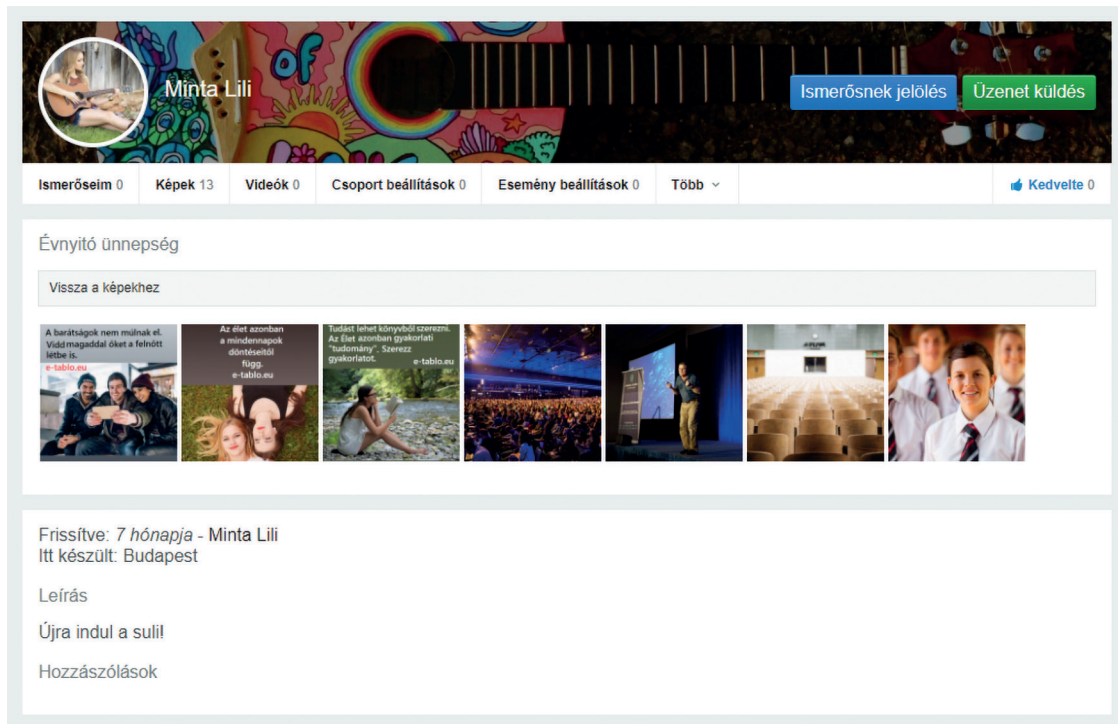 OF
Minta Lili
Ismerősnek jelölés
Üzenet küldés
Ismerőseim 0
Képek 13
Videók 0
Csoport beállítások 0
Esemény beállítások 0
Több
Kedvelte 0
Évnyitó ünnepség
Vissza a képekhez
A barátságok nem múlnak el.
Vidd magaddal őket a felnőtt
létbe is.
e-tablo.eu
Az élet azonban
a mindennapok
döntéseitől
függ.
e-tablo.eu
Tudást lehet könyvből szerezni.
Az Élet azonban gyakorlati
"tudomány". Szerezz
gyakorlatot.
e-tablo.eu
Frissítve: 7 hónapja - Minta Lili
Itt készült: Budapest
Leírás
Újra indul a suli!
Hozzászólások